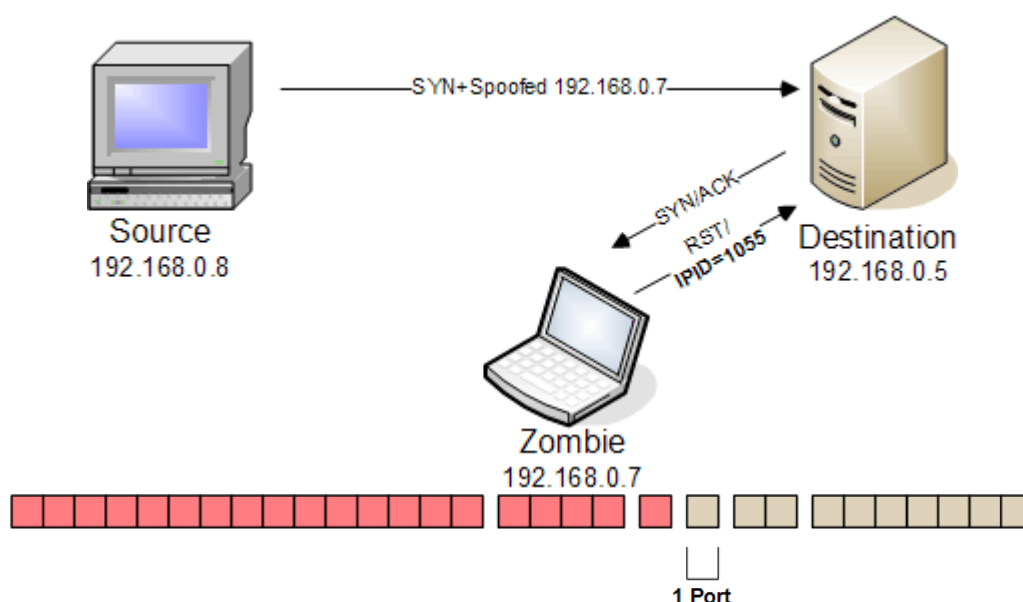 SYN+Spoofed 192.168.0.7
Source
192.168.0.8
SYN/ACK
RST/
IPID=1055
Destination
192.168.0.5
Zombie
192.168.0.7
1 Port